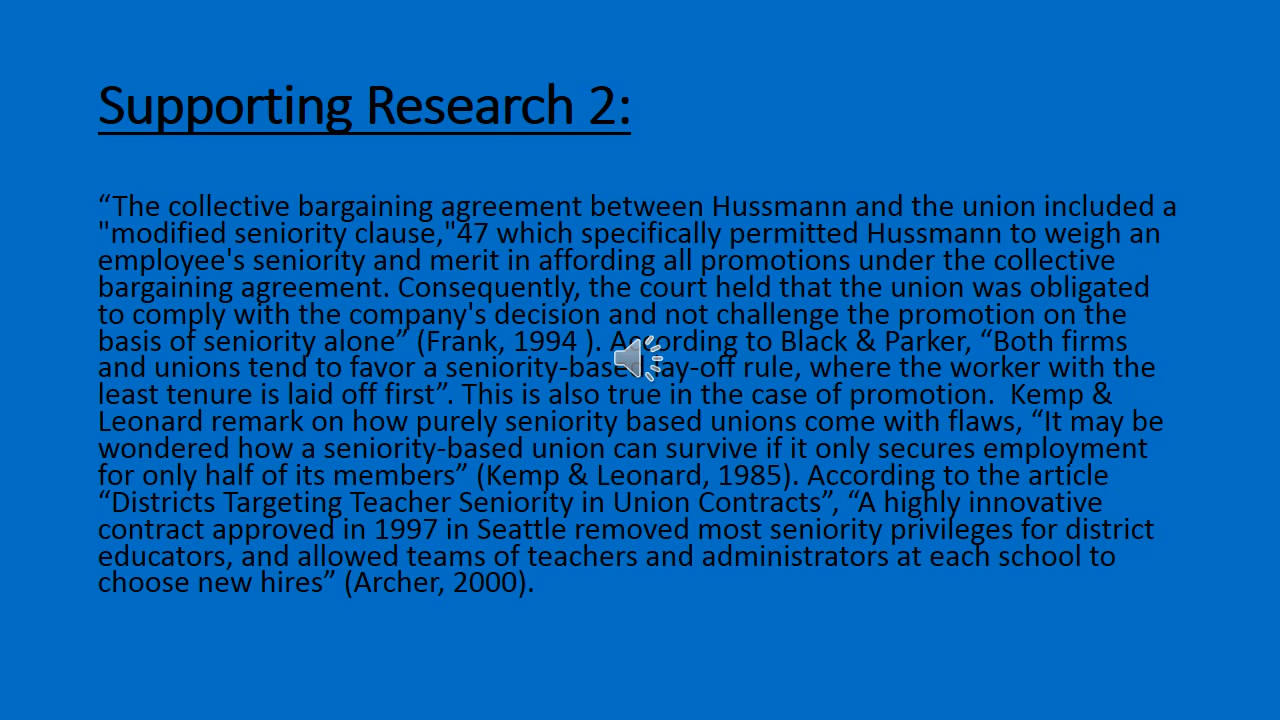 Supporting Research 2:
“The collective bargaining agreement between Hussmann and the union included a
"modified seniority clause,"47 which specifically permitted Hussmann to weigh an
employee's seniority and merit in affording all promotions under the collective
bargaining agreement. Consequently, the court held that the union was obligated
to comply with the company's decision and not challenge the promotion on the
basis of seniority alone” (Frank, 1994 ). According to Black & Parker, “Both firms
and unions tend to favor a seniority-based lay-off rule, where the worker with the
least tenure is laid off first”. This is also true in the case of promotion.  Kemp &
Leonard remark on how purely seniority based unions come with flaws, “It may be
wondered how a seniority-based union can survive if it only secures employment
for only half of its members” (Kemp & Leonard, 1985). According to the article
“Districts Targeting Teacher Seniority in Union Contracts”, “A highly innovative
contract approved in 1997 in Seattle removed most seniority privileges for district
educators, and allowed teams of teachers and administrators at each school to
choose new hires” (Archer, 2000).